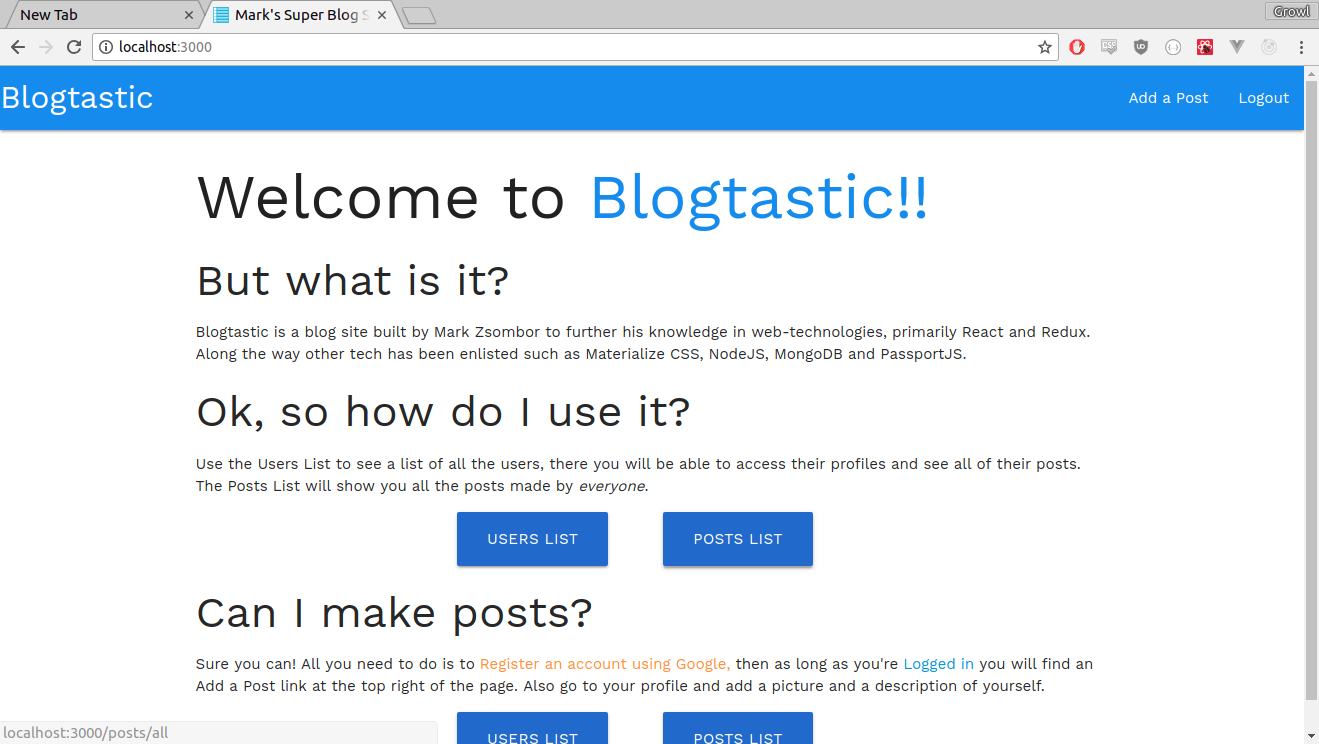 New Tab
Mark's Super Blog S
Growl
localhost:3000
Blogtastic
Add a Post
Logout
Welcome to Blogtastic!!
But what is it?
Blogtastic is a blog site built by Mark Zsombor to further his knowledge in web-technologies, primarily React and Redux.
Along the way other tech has been enlisted such as Materialize CSS, NodeJS, MongoDB and PassportJS.
Ok, so how do I use it?
Use the Users List to see a list of all the users, there you will be able to access their profiles and see all of their posts.
The Posts List will show you all the posts made by everyone.
USERS LIST
POSTS LIST
Can I make posts?
Sure you can! All you need to do is to Register an account using Google, then as long as you're Logged in you will find an
Add a Post link at the top right of the page. Also go to your profile and add a picture and a description of yourself.
USERS LIST
POSTS LIST
localhost:3000/posts/all